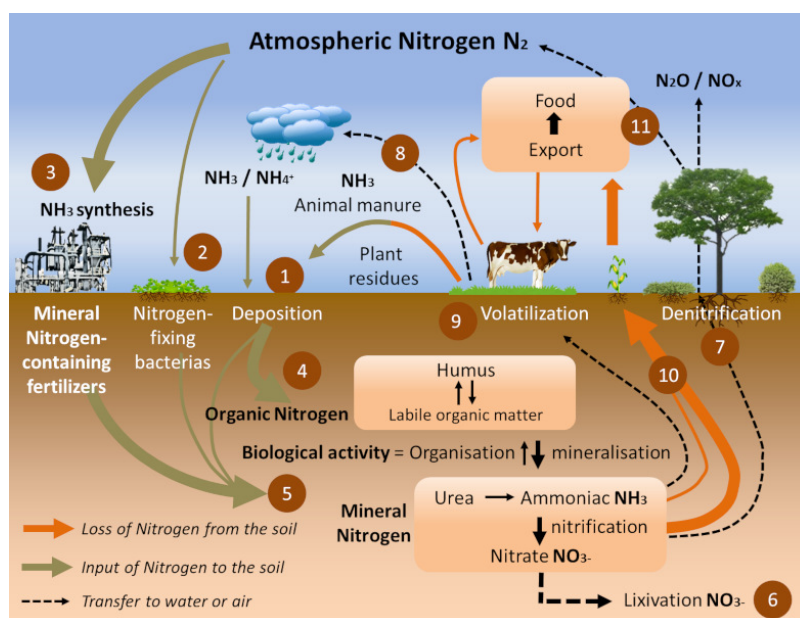 Atmospheric Nitrogen N₂
N₂O / NOₓ
Food
Export
11
8
3
NH₃ / NH₄⁺
NH₃
Animal manure
NH₃ synthesis
2
1
Plant
residues
Mineral
Nitrogen-
containing
fertilizers
Nitrogen-
fixing
bacterias
Deposition
9
Volatilization
Denitrification
7
4
10
Humus
Organic Nitrogen
Labile organic matter
Biological activity = Organisation mineralisation
5
Mineral
Nitrogen
Urea Ammoniac NH₃
nitrification
Nitrate NO₃-
Loss of Nitrogen from the soil
Input of Nitrogen to the soil
Transfer to water or air
Lixivation NO₃-
6